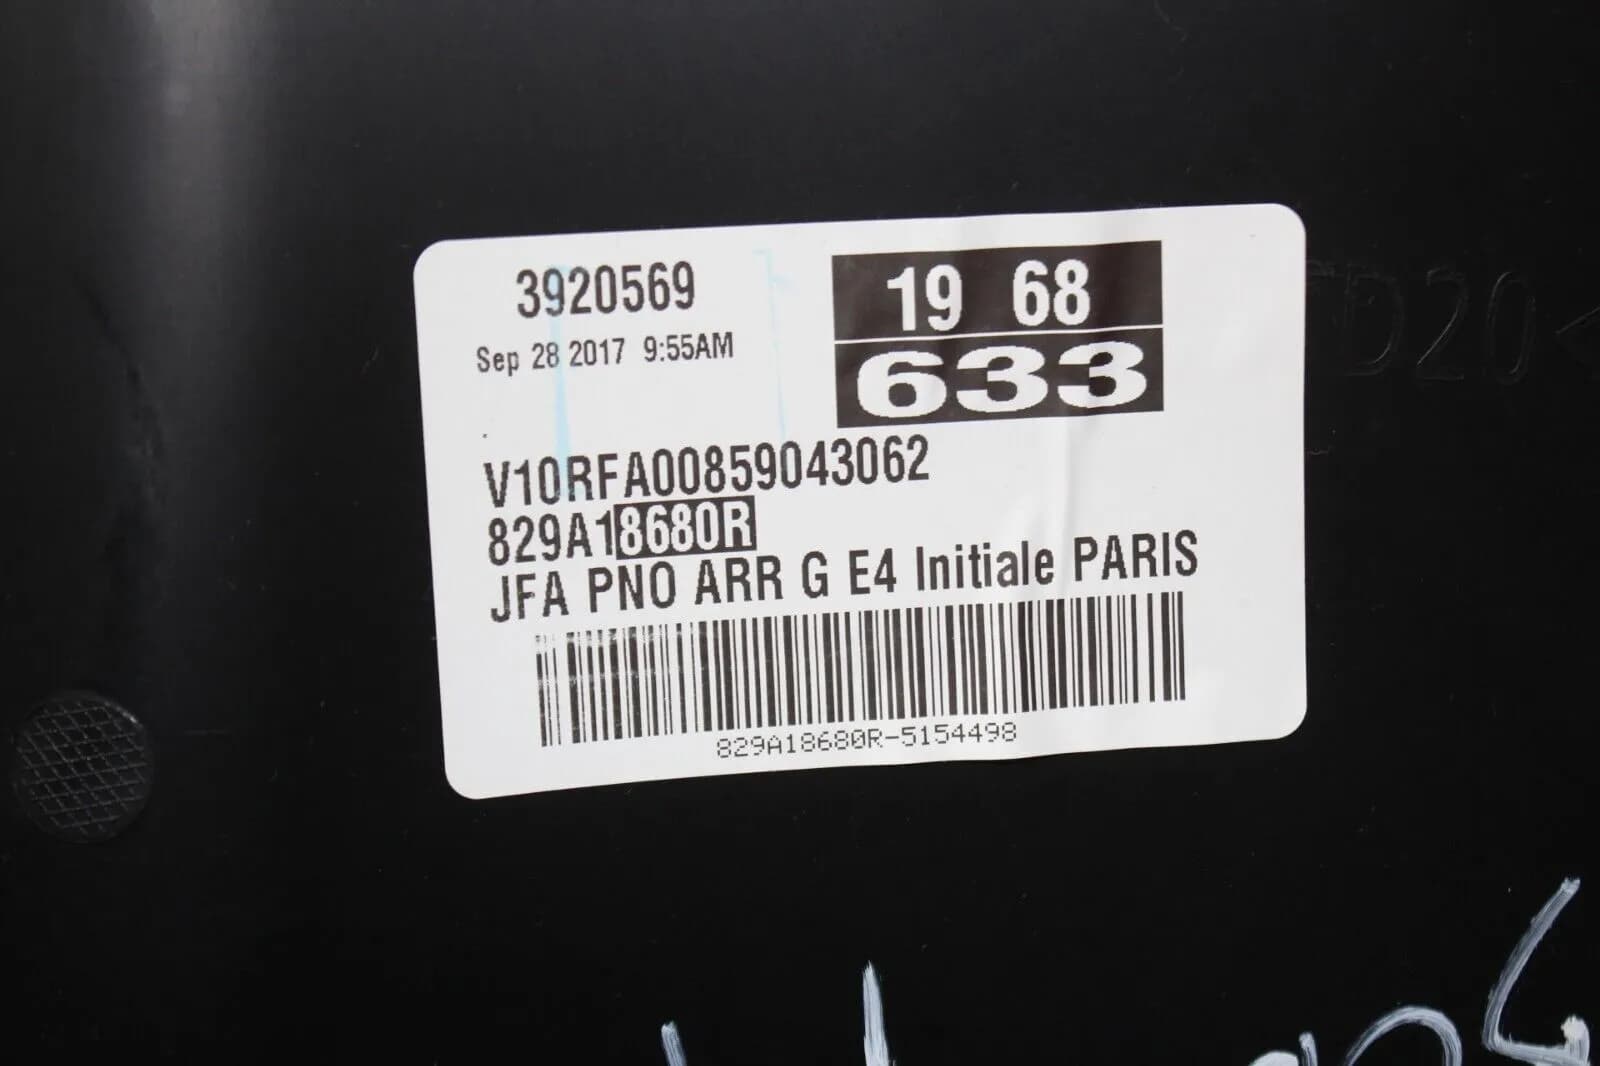 3920569
Sep 28 2017 9:55AM
19 68
633
V10RFA00859043062
829A18680R
JFA PNO ARR G E4 Initiale PARIS
829A18680R-5154498
D20<